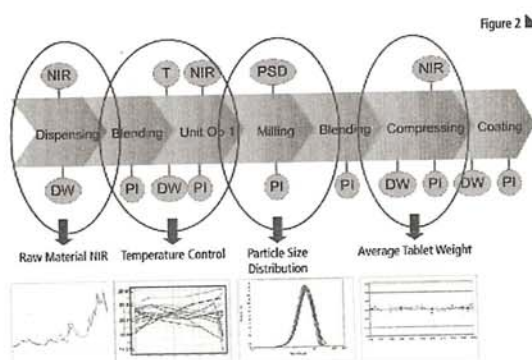 Figure 2
NIR T NIR PSD NIR
Dispensing Blending Unit Op 1 Milling Blending Compressing Coating
DW PI DW PI PI PI DW PI DW PI
Raw Material NIR Temperature Control Particle Size Distribution Average Tablet Weight